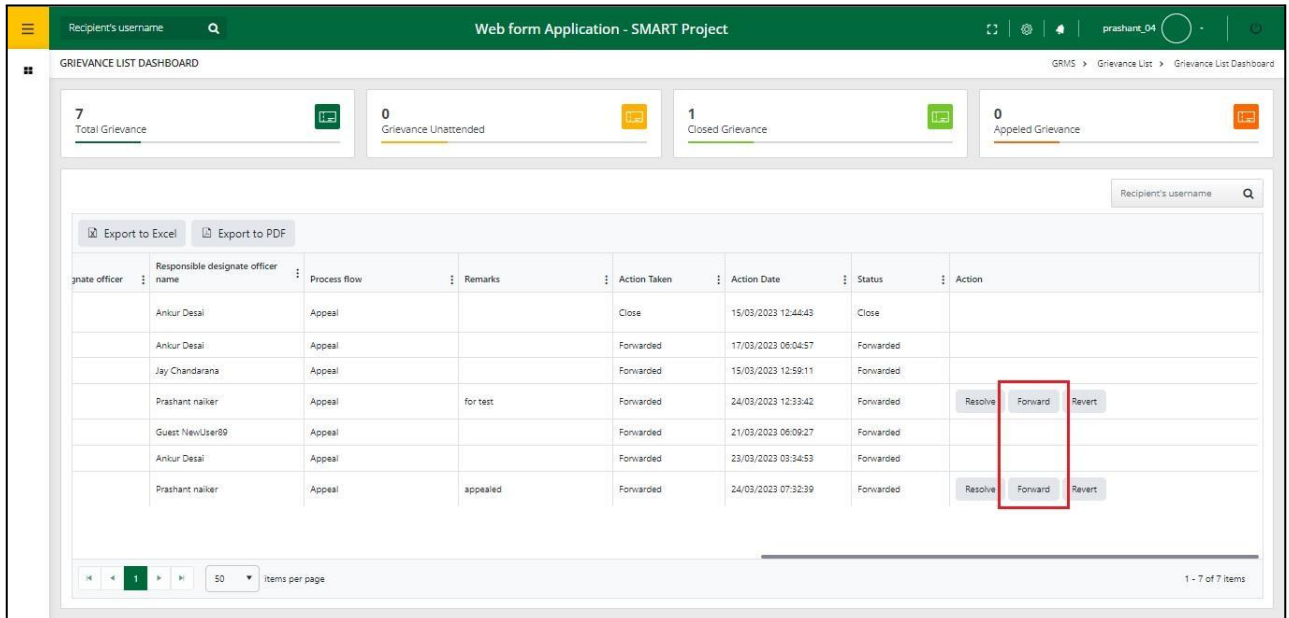 Recipient's username
Web form Application - SMART Project
prashant_04
GRIEVANCE LIST DASHBOARD
GRMS > Grievance List > Grievance List Dashboard
7
Total Grievance
0
Grievance Unattended
1
Closed Grievance
0
Appeled Grievance
Recipient's username
Export to Excel Export to PDF
gnate officer Responsible designate officer name Process flow Remarks Action Taken Action Date Status Action
Ankur Desai Appeal Close 15/03/2023 12:44:43 Close
Ankur Desai Appeal Forwarded 17/03/2023 06:04:57 Forwarded
Jay Chandarana Appeal Forwarded 15/03/2023 12:59:11 Forwarded
Prashant naiker Appeal for test Forwarded 24/03/2023 12:33:42 Forwarded Resolve Forward Revert
Guest NewUser89 Appeal Forwarded 21/03/2023 06:09:27 Forwarded
Ankur Desai Appeal Forwarded 23/03/2023 03:34:53 Forwarded
Prashant naiker Appeal appealed Forwarded 24/03/2023 07:32:39 Forwarded Resolve Forward Revert
1 50 items per page 1 - 7 of 7 items